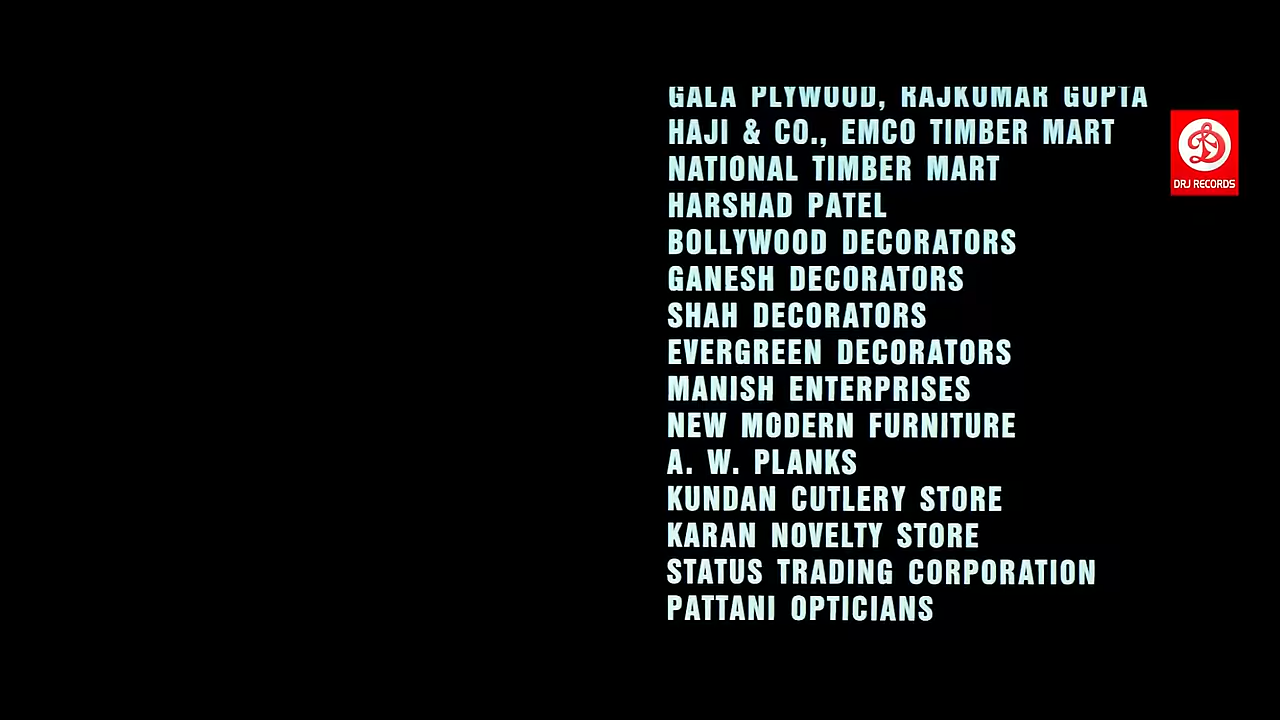 GALA PLYWOOD, RAJKUMAR GUPTA
HAJI & CO., EMCO TIMBER MART
NATIONAL TIMBER MART
HARSHAD PATEL
BOLLYWOOD DECORATORS
GANESH DECORATORS
SHAH DECORATORS
EVERGREEN DECORATORS
MANISH ENTERPRISES
NEW MODERN FURNITURE
A. W. PLANKS
KUNDAN CUTLERY STORE
KARAN NOVELTY STORE
STATUS TRADING CORPORATION
PATTANI OPTICIANS
DRJ RECORDS